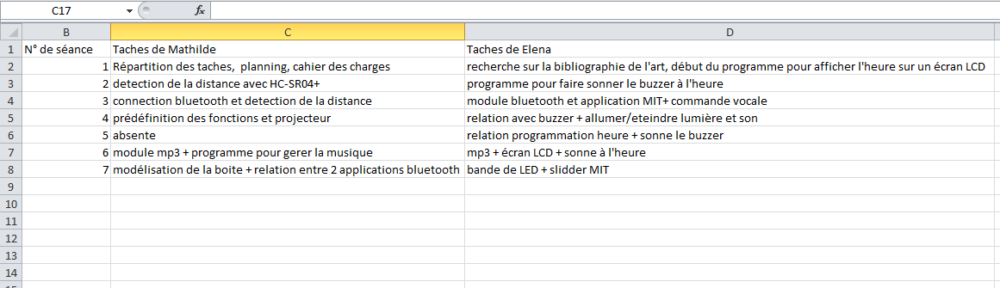 C17 fx
B C D
1 N° de séance Taches de Mathilde Taches de Elena
2 1 Répartition des taches, planning, cahier des charges recherche sur la bibliographie de l'art, début du programme pour afficher l'heure sur un écran LCD
3 2 detection de la distance avec HC-SR04+ programme pour faire sonner le buzzer à l'heure
4 3 connection bluetooth et detection de la distance module bluetooth et application MIT+ commande vocale
5 4 prédéfinition des fonctions et projecteur relation avec buzzer + allumer/eteindre lumière et son
6 5 absente relation programmation heure + sonne le buzzer
7 6 module mp3 + programme pour gerer la musique mp3 + écran LCD + sonne à l'heure
8 7 modélisation de la boite + relation entre 2 applications bluetooth bande de LED + slidder MIT
9
10
11
12
13
14